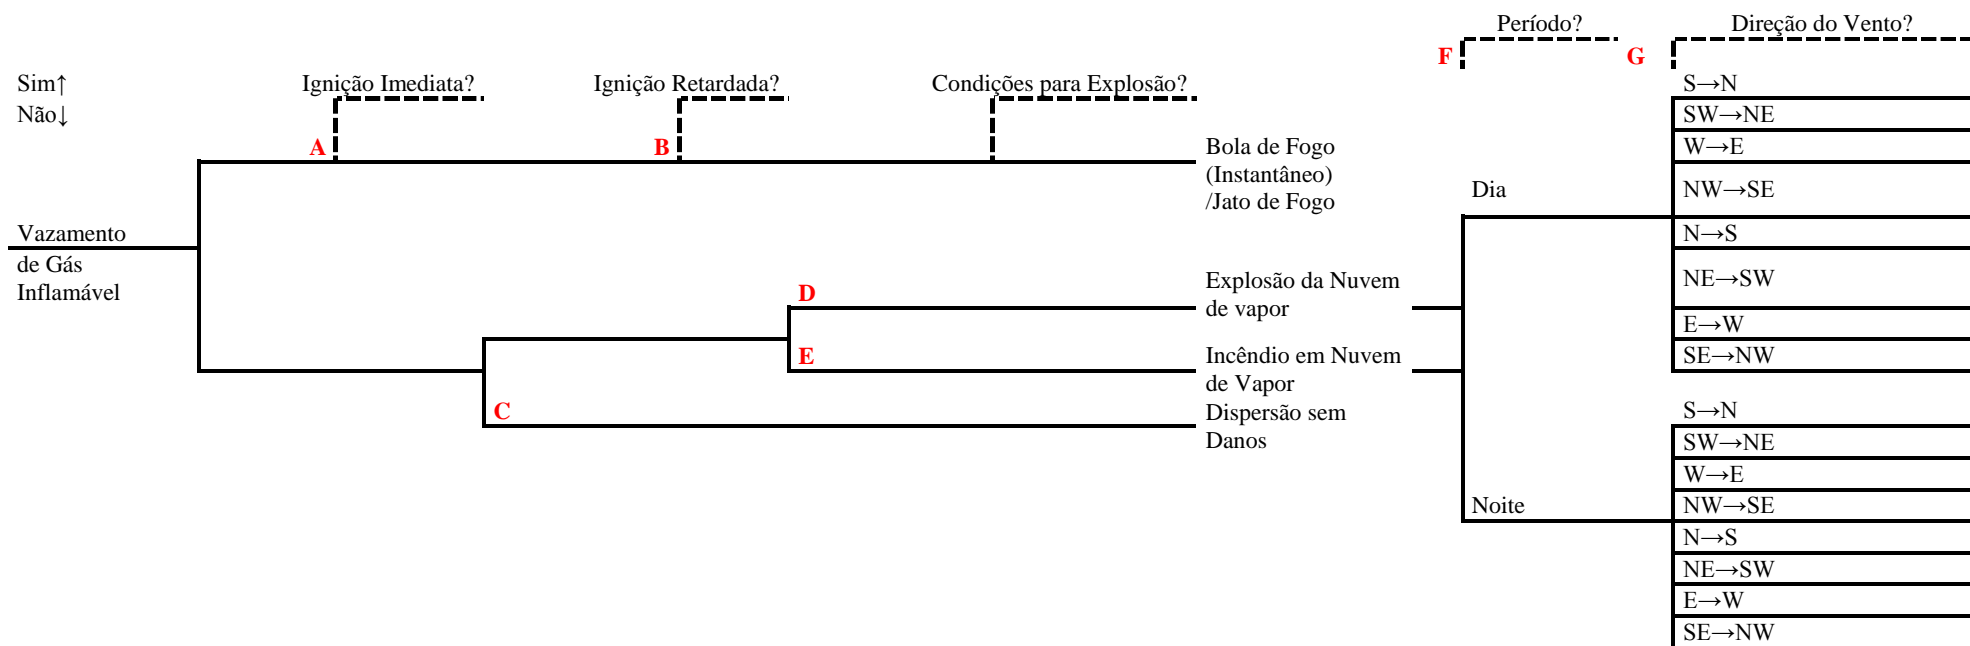 Período?
Direção do Vento?
F
G
Sim↑
Ignição Imediata?
Ignição Retardada?
Condições para Explosão?
Não↓
A
B
Bola de Fogo
(Instantâneo)
/Jato de Fogo
Vazamento
de Gás
Inflamável
D
Explosão da Nuvem
de vapor
E
Incêndio em Nuvem
de Vapor
C
Dispersão sem
Danos
Dia
S→N
SW→NE
W→E
NW→SE
N→S
NE→SW
E→W
SE→NW
Noite
S→N
SW→NE
W→E
NW→SE
N→S
NE→SW
E→W
SE→NW